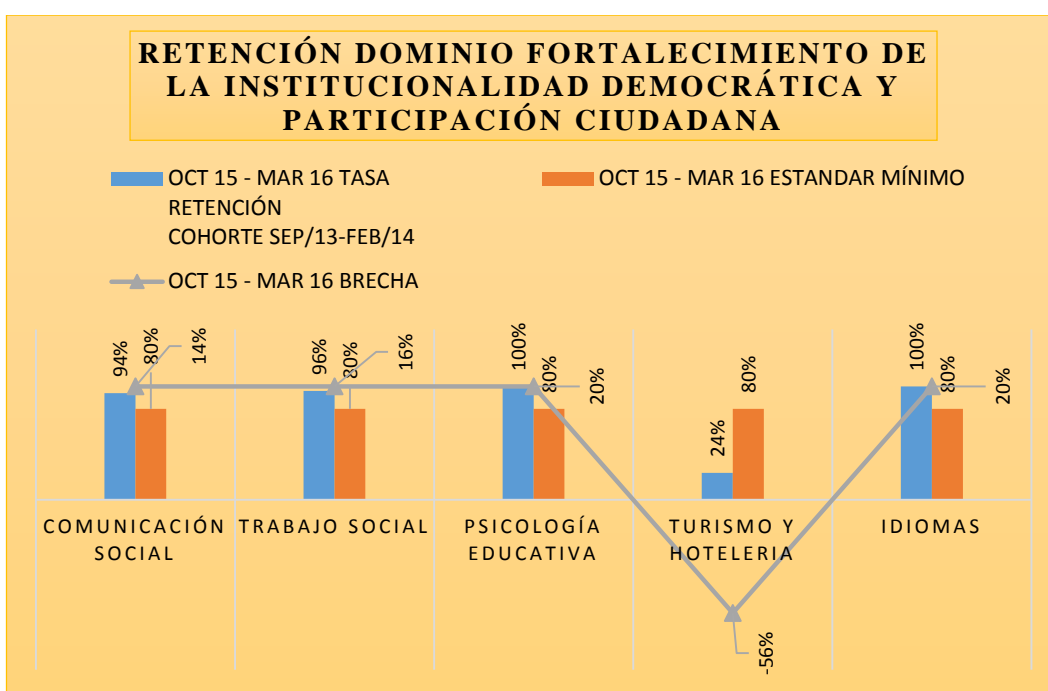 RETENCIÓN DOMINIO FORTALECIMIENTO DE
LA INSTITUCIONALIDAD DEMOCRÁTICA Y
PARTICIPACIÓN CIUDADANA
OCT 15 - MAR 16 TASA
RETENCIÓN
COHORTE SEP/13-FEB/14
OCT 15 - MAR 16 ESTANDAR MÍNIMO
OCT 15 - MAR 16 BRECHA
94%
80%
14%
96%
80%
16%
100%
80%
20%
24%
80%
-56%
100%
80%
20%
COMUNICACIÓN
SOCIAL
TRABAJO SOCIAL
PSICOLOGÍA
EDUCATIVA
TURISMO Y
HOTELERIA
IDIOMAS